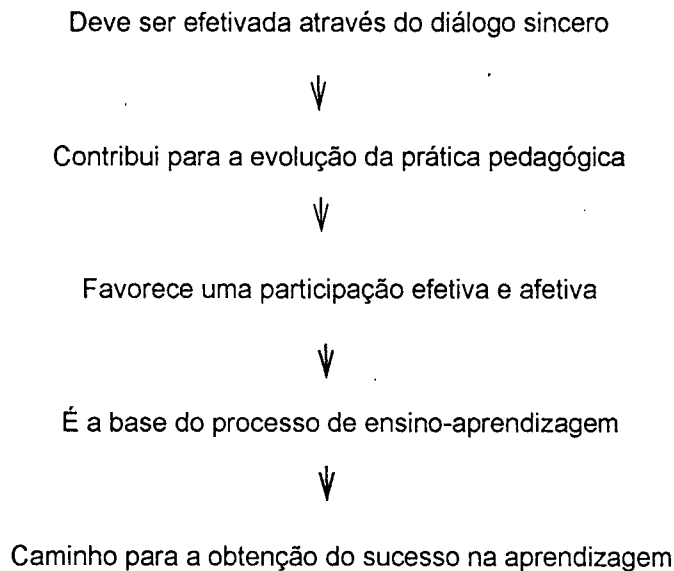 Deve ser efetivada através do diálogo sincero
Contribui para a evolução da prática pedagógica
Favorece uma participação efetiva e afetiva
É a base do processo de ensino-aprendizagem
Caminho para a obtenção do sucesso na aprendizagem